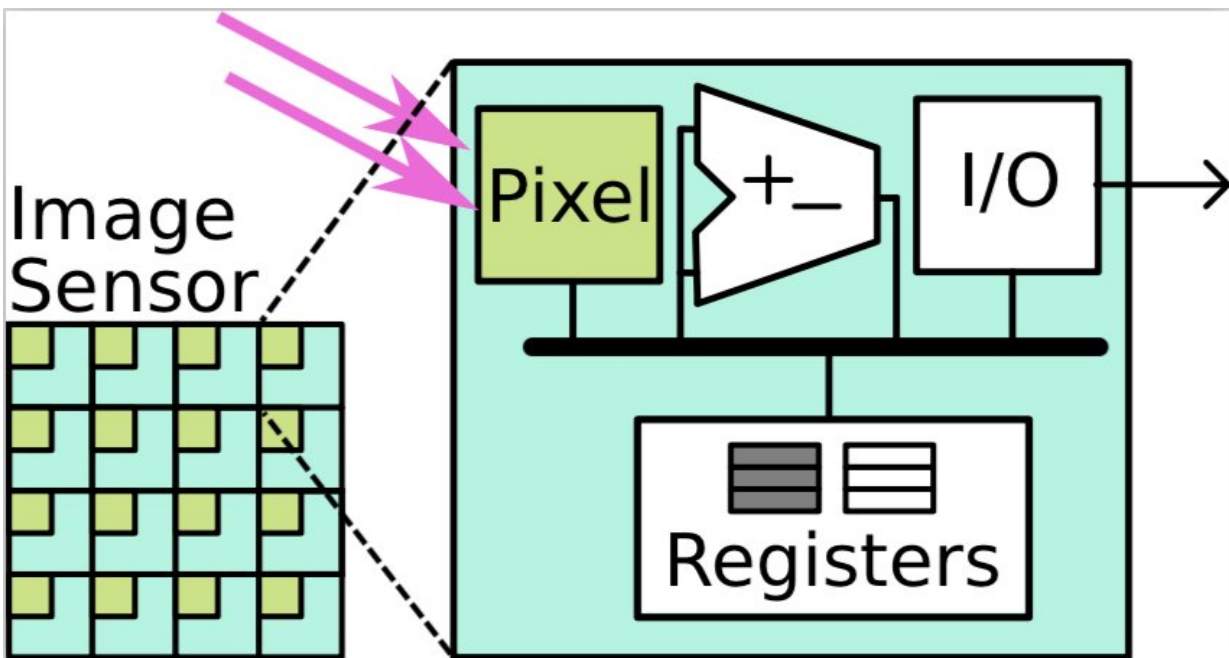 Image
Sensor
Pixel
+−
I/O
Registers